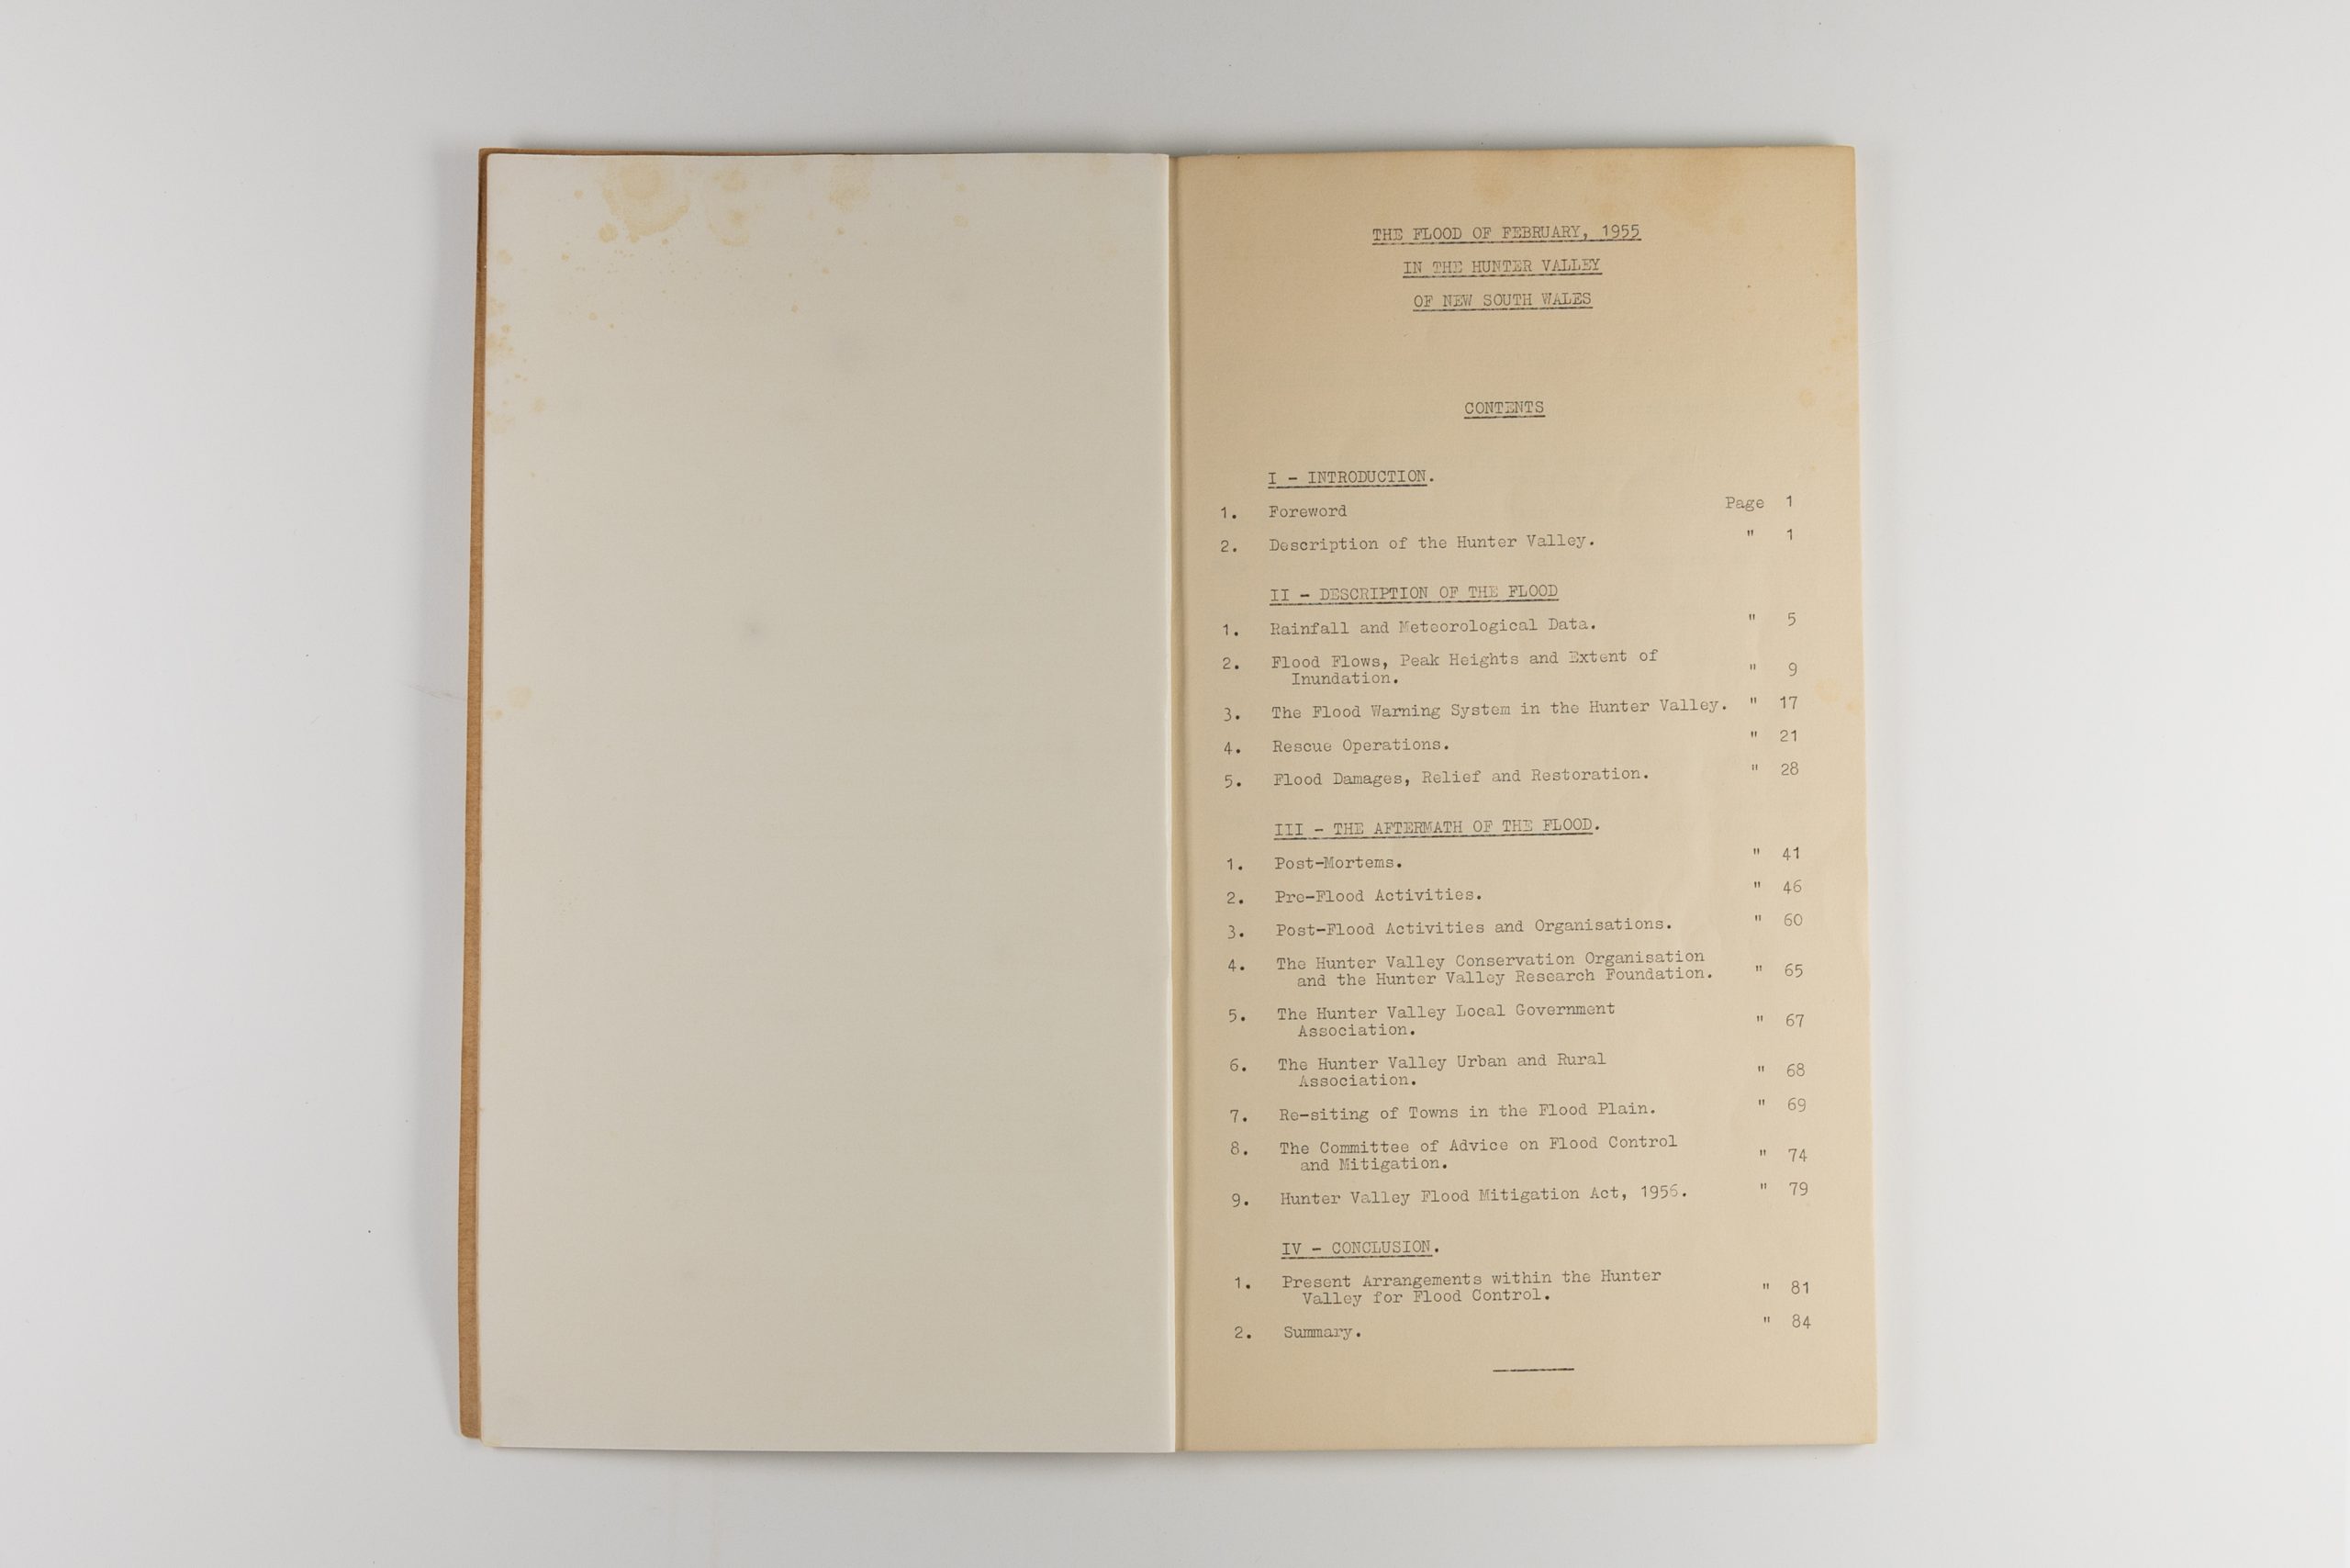 THE FLOOD OF FEBRUARY, 1955
IN THE HUNTER VALLEY
OF NEW SOUTH WALES
CONTENTS
I - INTRODUCTION.
1. Foreword Page 1
2. Description of the Hunter Valley. " 1
II - DESCRIPTION OF THE FLOOD
1. Rainfall and Meteorological Data. " 5
2. Flood Flows, Peak Heights and Extent of
Inundation. " 9
3. The Flood Warning System in the Hunter Valley. " 17
4. Rescue Operations. " 21
5. Flood Damages, Relief and Restoration. " 28
III - THE AFTERMATH OF THE FLOOD.
1. Post-Mortems. " 41
2. Pre-Flood Activities. " 46
3. Post-Flood Activities and Organisations. " 60
4. The Hunter Valley Conservation Organisation
and the Hunter Valley Research Foundation. " 65
5. The Hunter Valley Local Government
Association. " 67
6. The Hunter Valley Urban and Rural
Association. " 68
7. Re-siting of Towns in the Flood Plain. " 69
8. The Committee of Advice on Flood Control
and Mitigation. " 74
9. Hunter Valley Flood Mitigation Act, 1956. " 79
IV - CONCLUSION.
1. Present Arrangements within the Hunter
Valley for Flood Control. " 81
2. Summary. " 84